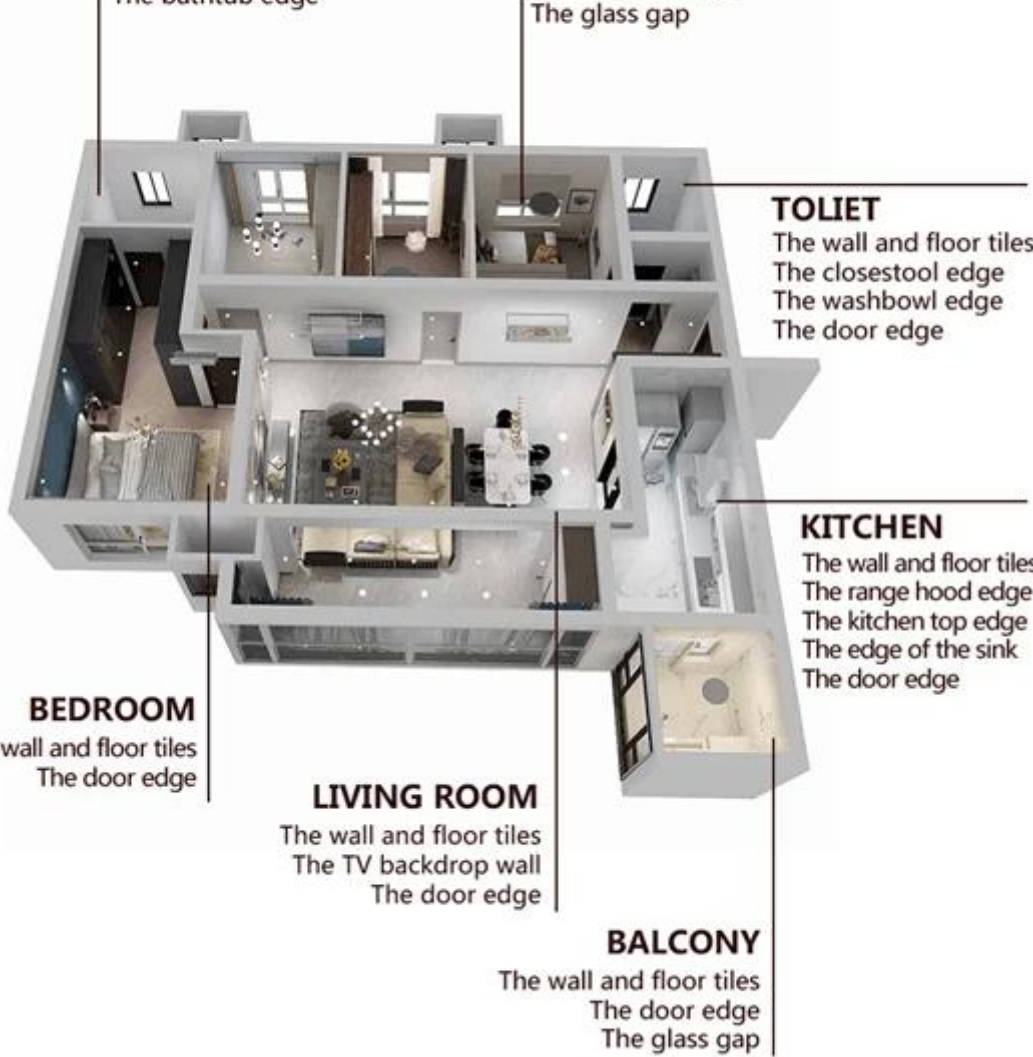 The bathtub edge
The glass gap
TOLIET
The wall and floor tiles
The closestool edge
The washbowl edge
The door edge
KITCHEN
The wall and floor tiles
The range hood edge
The kitchen top edge
The edge of the sink
The door edge
BEDROOM
wall and floor tiles
The door edge
LIVING ROOM
The wall and floor tiles
The TV backdrop wall
The door edge
BALCONY
The wall and floor tiles
The door edge
The glass gap